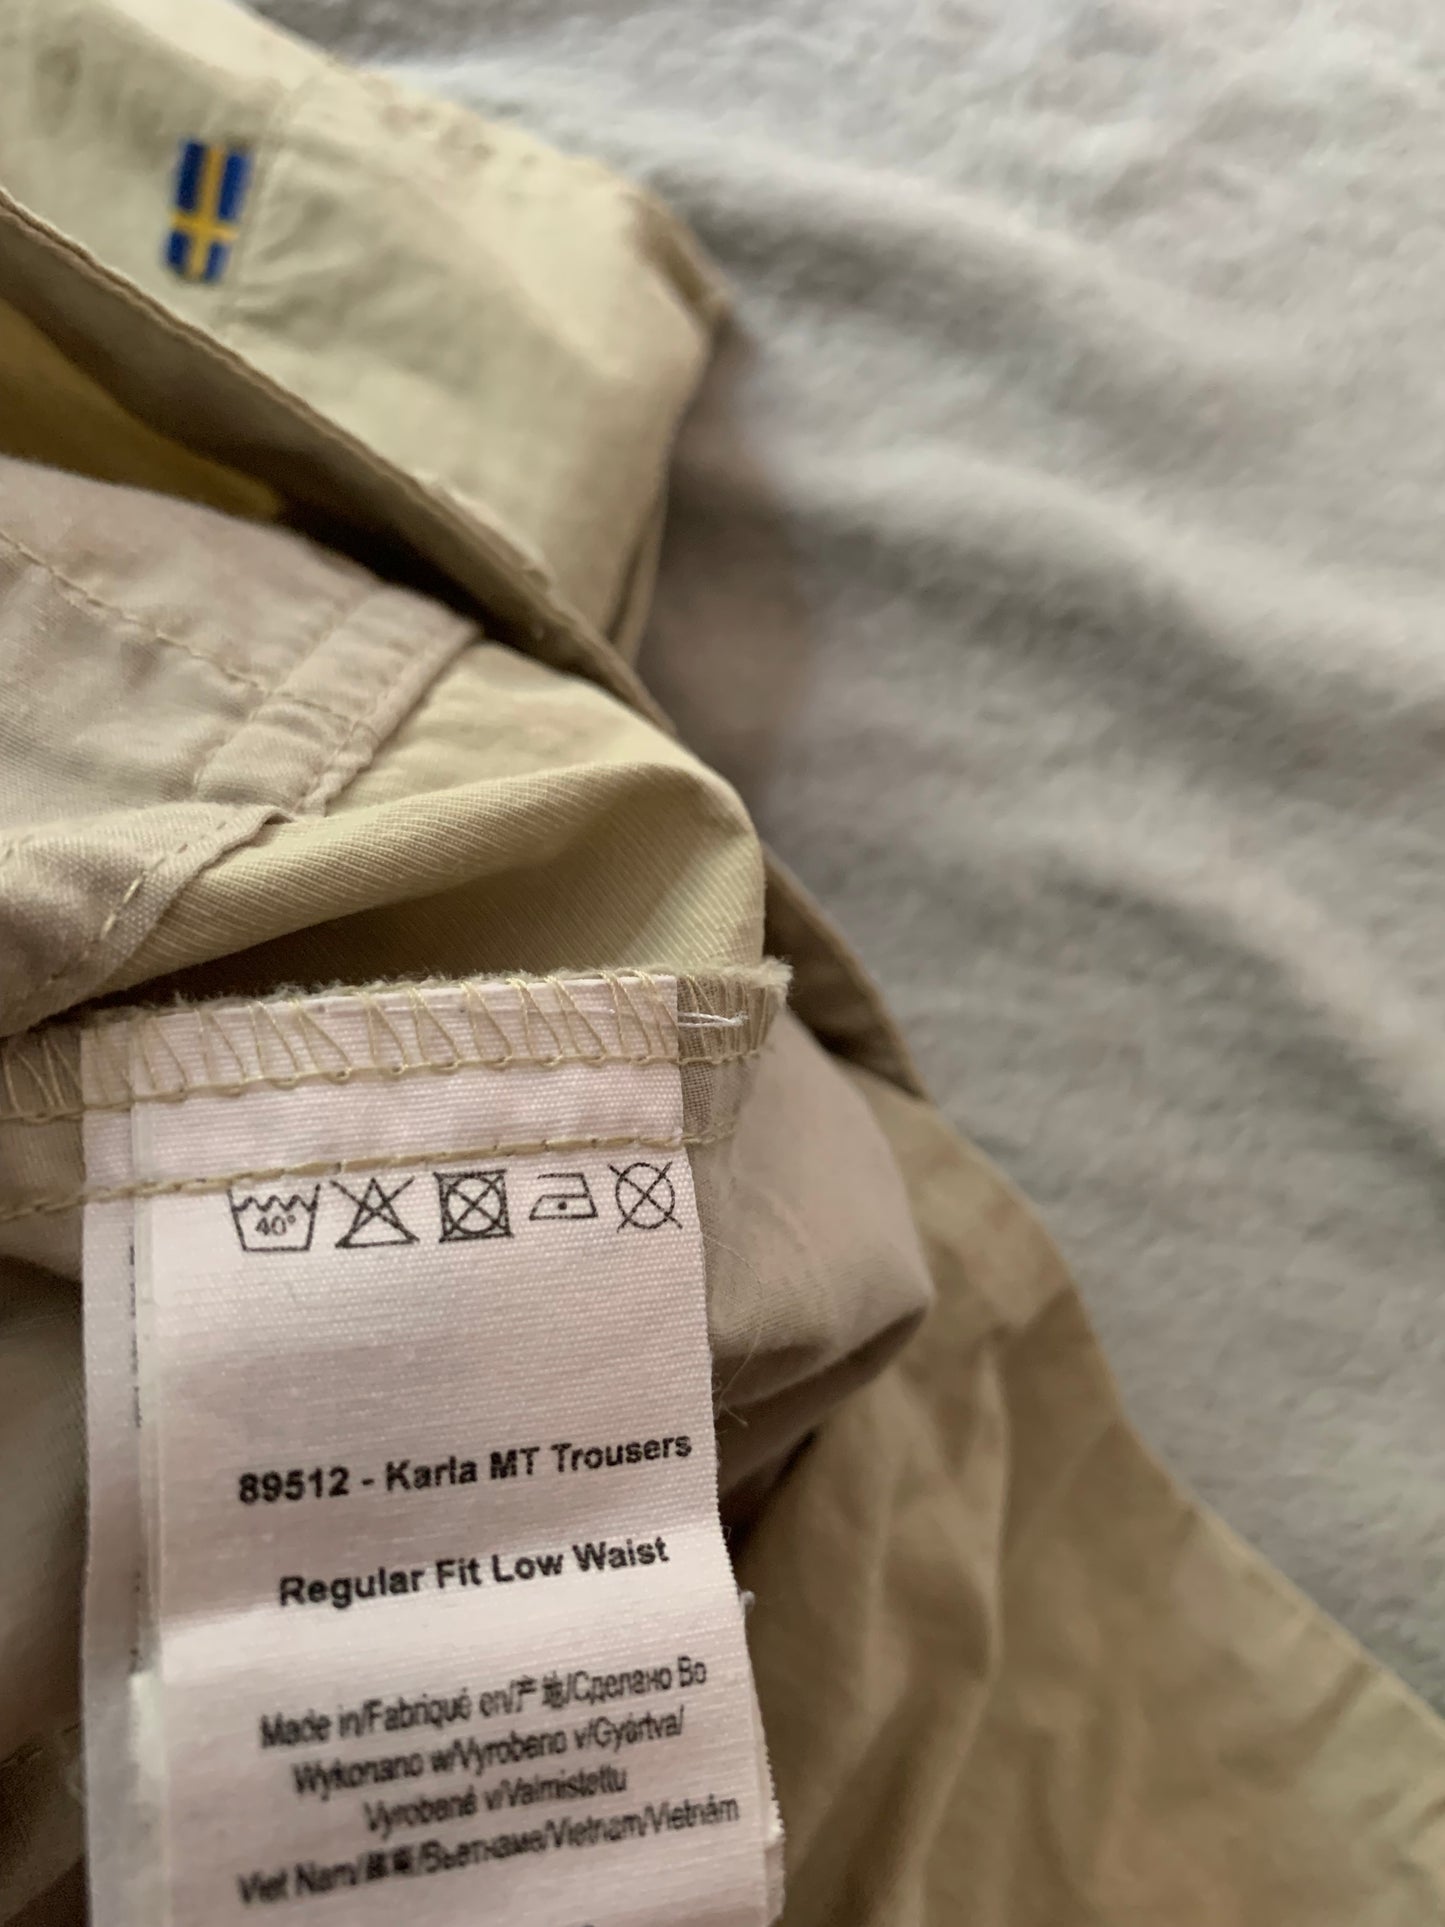 40°
89512 - Karla MT Trousers
Regular Fit Low Waist
Made in/Fabriqué en/产地/Сделано Во
Wykonano w/Vyrobeno v/Gyártva/
Vyrobené v/Valmistettu
Viet Nam/越南/Вьетнаме/Vietnam/Vietnám